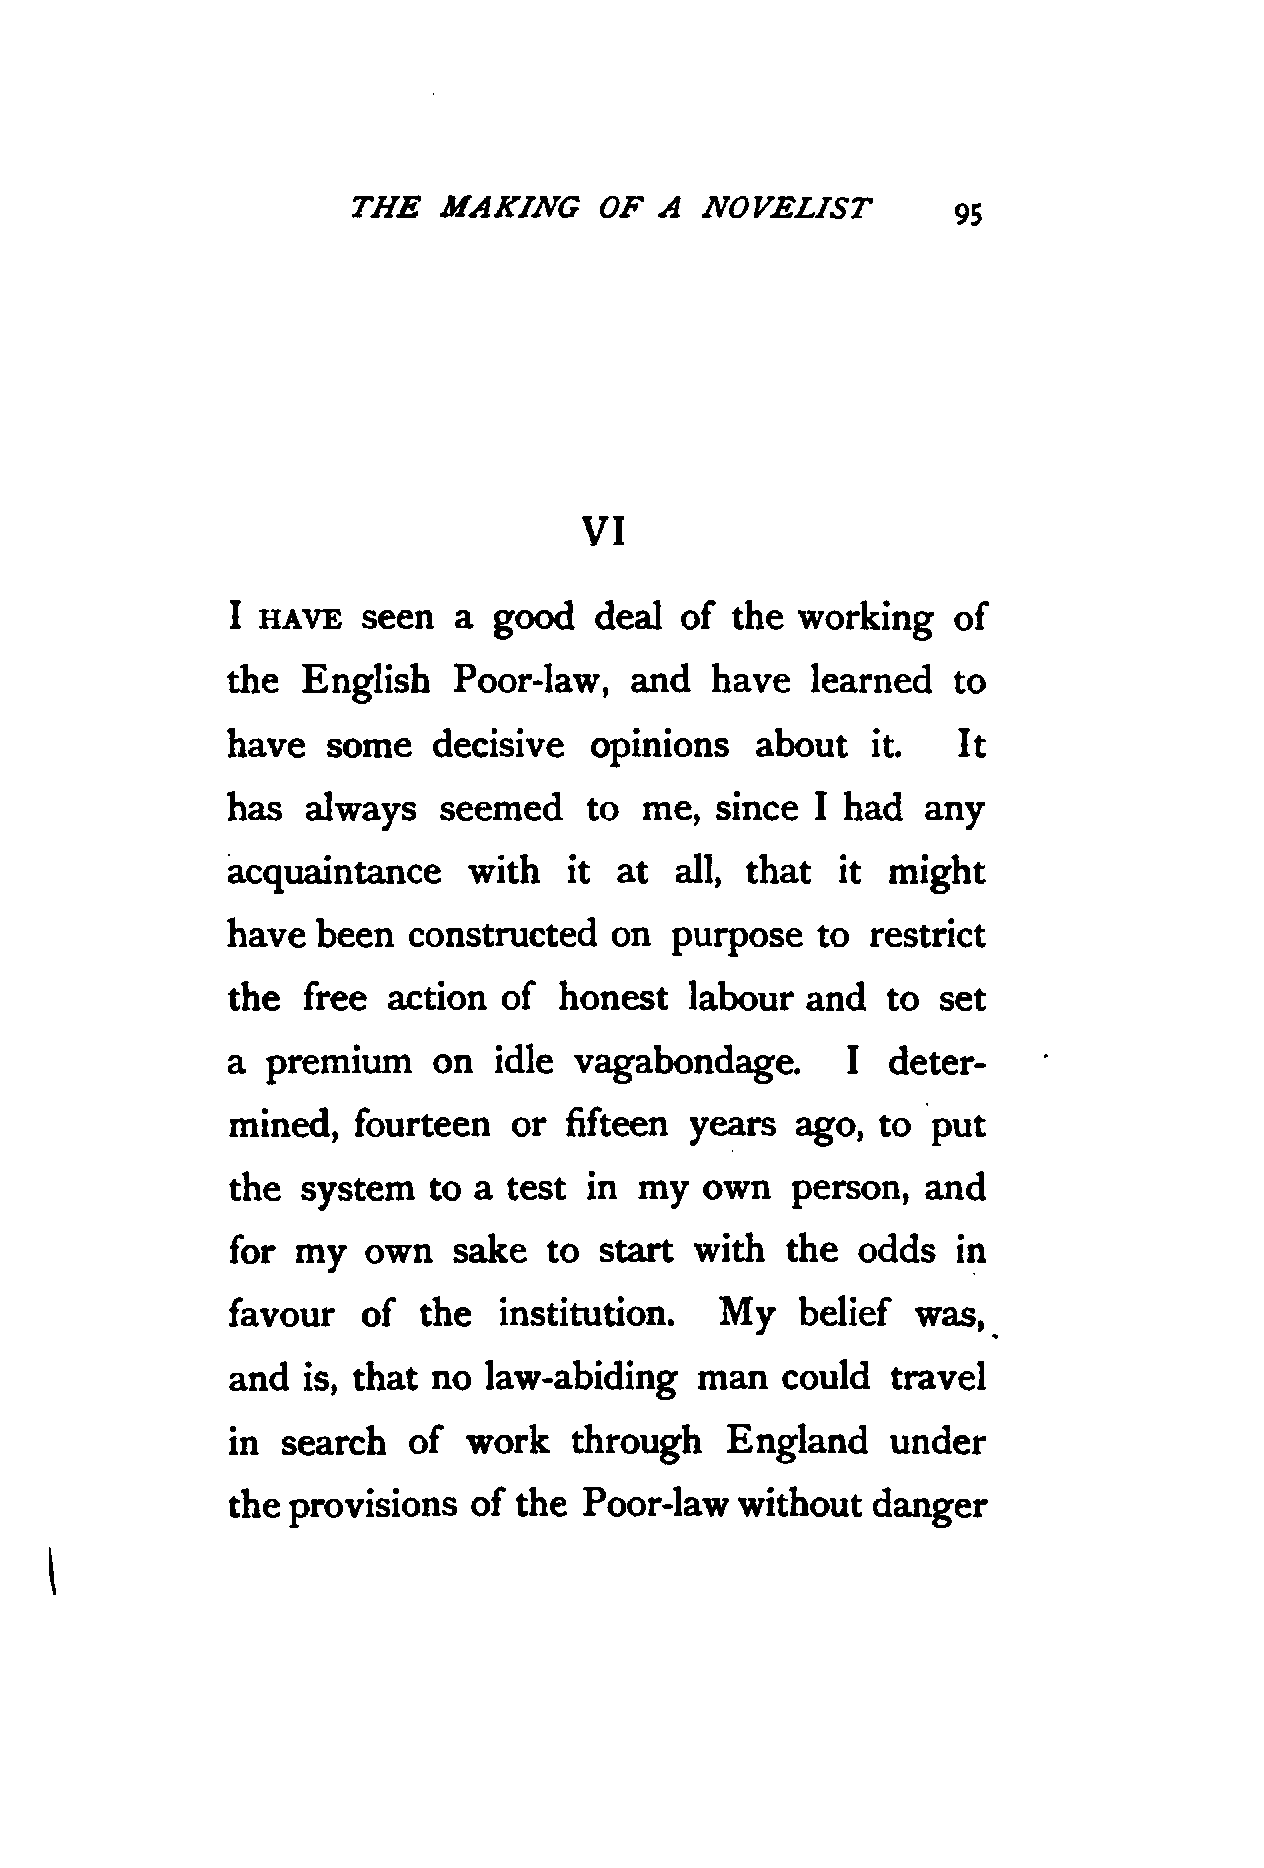 THE MAKING OF A NOVELIST 95
VI
I HAVE seen a good deal of the working of
the English Poor-law, and have learned to
have some decisive opinions about it. It
has always seemed to me, since I had any
acquaintance with it at all, that it might
have been constructed on purpose to restrict
the free action of honest labour and to set
a premium on idle vagabondage. I deter-
mined, fourteen or fifteen years ago, to put
the system to a test in my own person, and
for my own sake to start with the odds in
favour of the institution. My belief was,
and is, that no law-abiding man could travel
in search of work through England under
the provisions of the Poor-law without danger